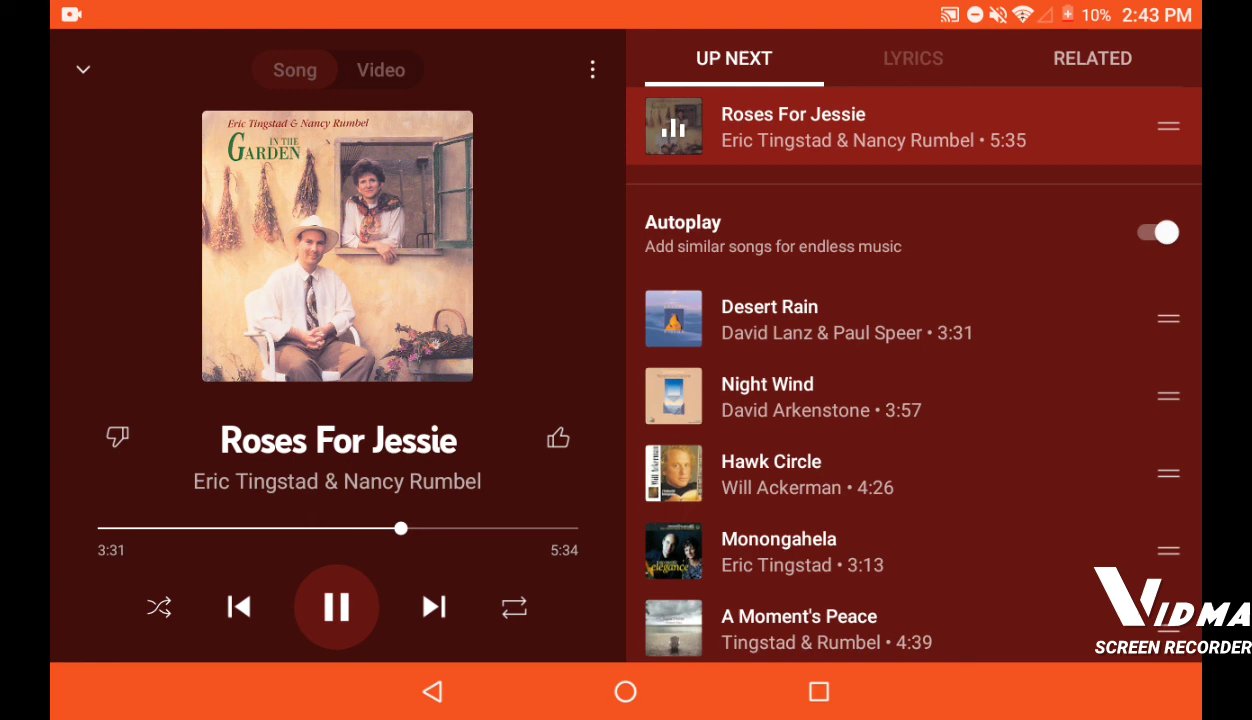 10% 2:43 PM
Song Video
Eric Tingstad & Nancy Rumbel
IN THE
GARDEN
Roses For Jessie
Eric Tingstad & Nancy Rumbel
3:31 5:34
UP NEXT LYRICS RELATED
Roses For Jessie
Eric Tingstad & Nancy Rumbel • 5:35
Autoplay
Add similar songs for endless music
Desert Rain
David Lanz & Paul Speer • 3:31
Night Wind
David Arkenstone • 3:57
Will Ackerman
Hawk Circle
Will Ackerman • 4:26
elegance
Monongahela
Eric Tingstad • 3:13
A Moment's Peace
Tingstad & Rumbel • 4:39
VIDMA
SCREEN RECORDER